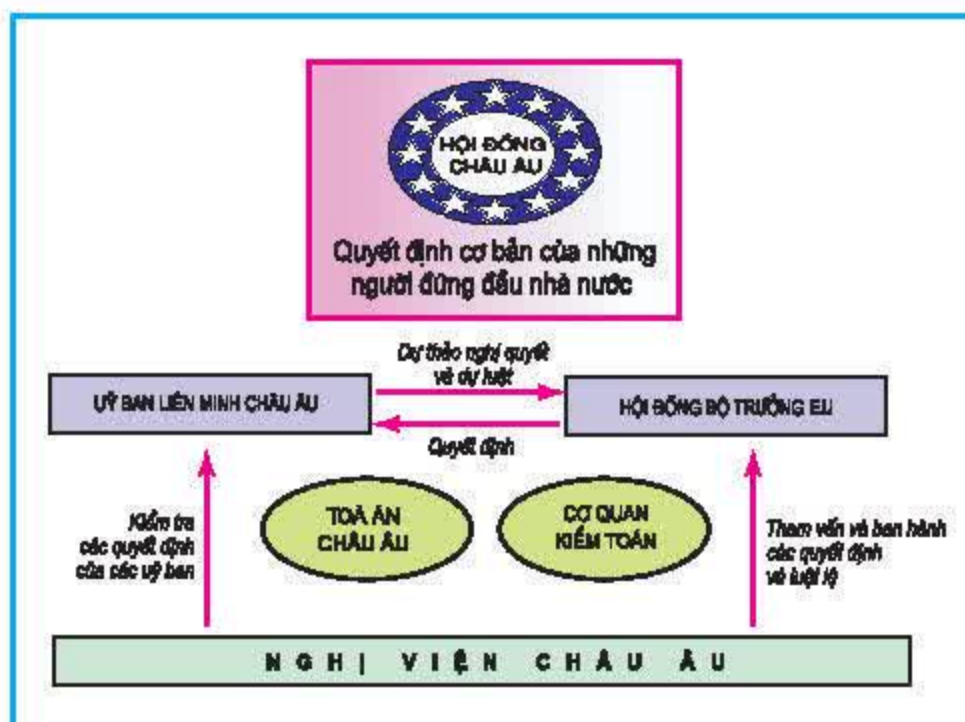 HỘI ĐỒNG
CHÂU ÂU
Quyết định cơ bản của những
người đứng đầu nhà nước
Dự thảo nghị quyết
và dự luật
UỶ BAN LIÊN MINH CHÂU ÂU
HỘI ĐỒNG BỘ TRƯỞNG EU
Quyết định
Kiểm tra
các quyết định
của các uỷ ban
TOÀ ÁN
CHÂU ÂU
CƠ QUAN
KIỂM TOÁN
Tham vấn và ban hành
các quyết định
và luật lệ
NGHỊ VIỆN CHÂU ÂU